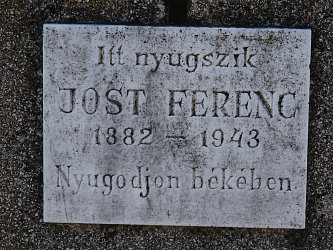 Itt nyugszik
JOST FERENC
1882 — 1943
Nyugodjon békében.